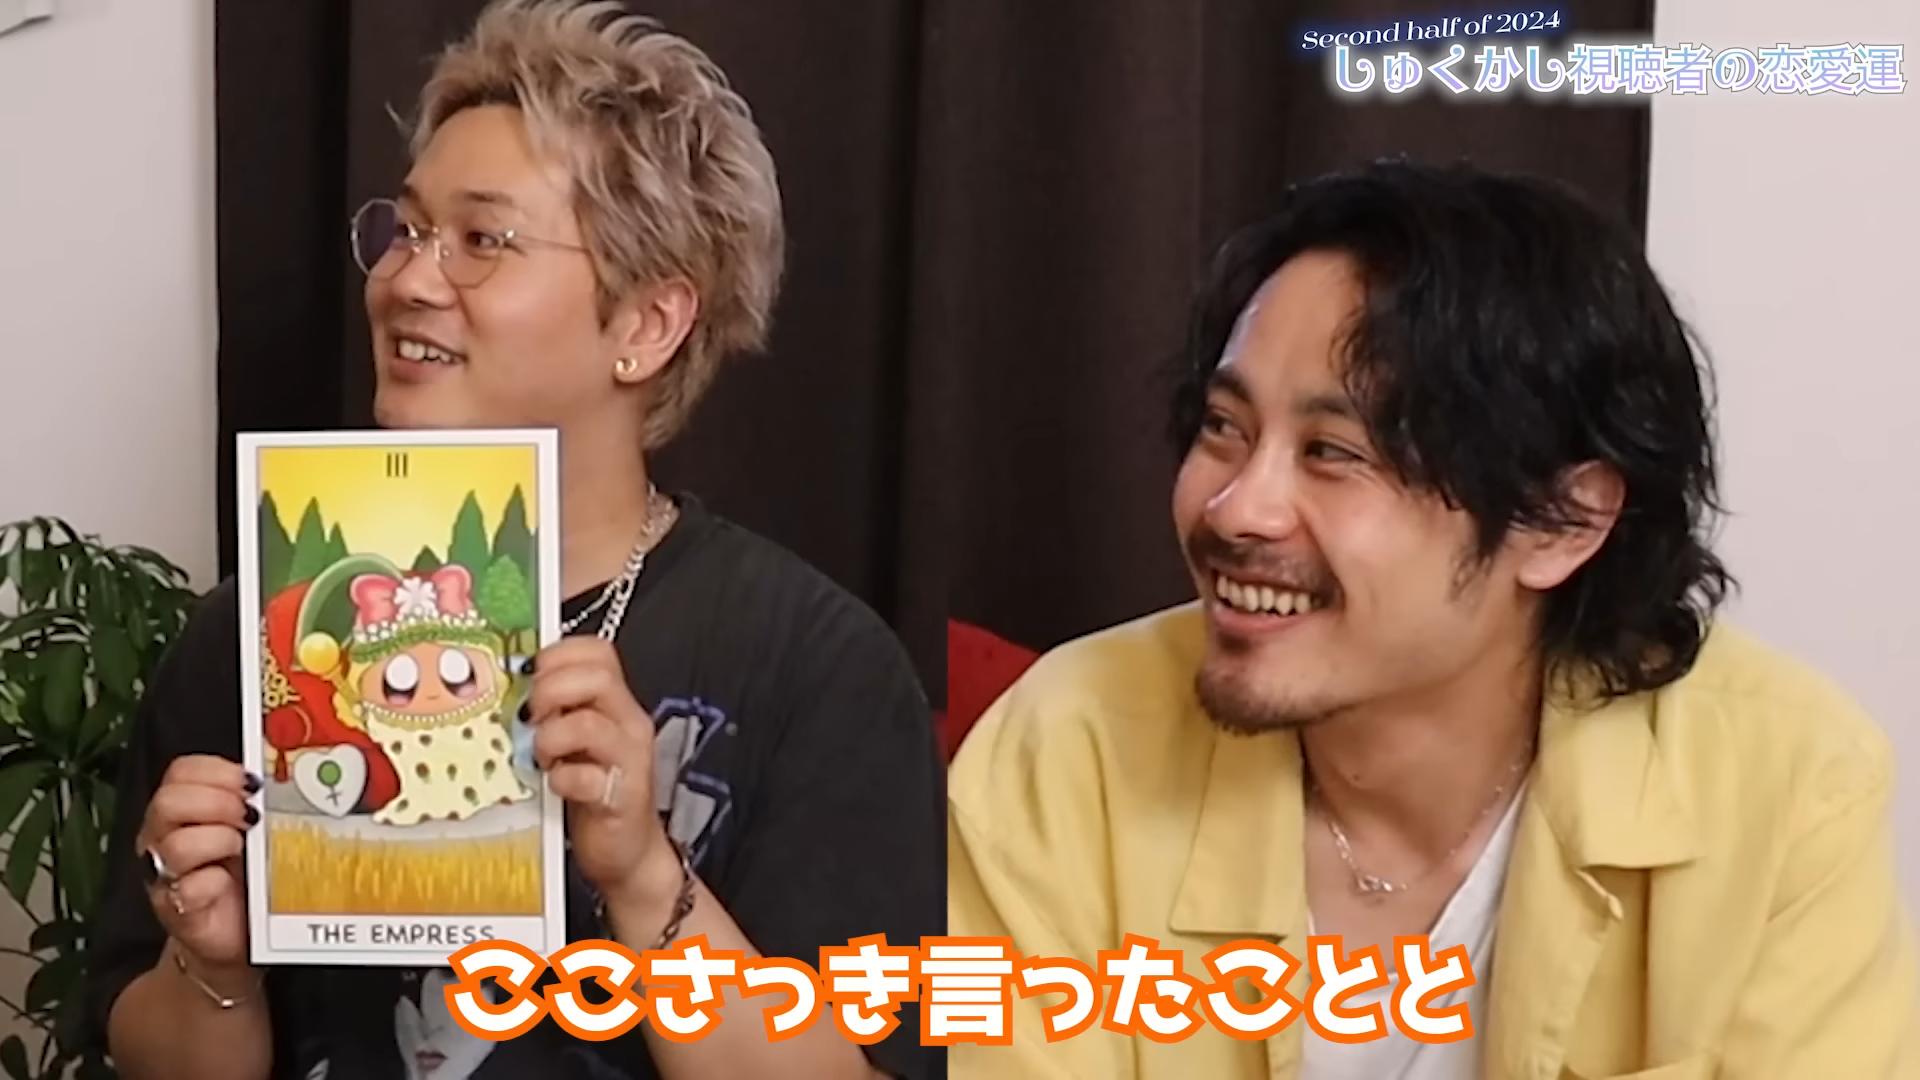 Second half of 2024
しゅくかし視聴者の恋愛運
III
THE EMPRESS
ここさっき言ったことと